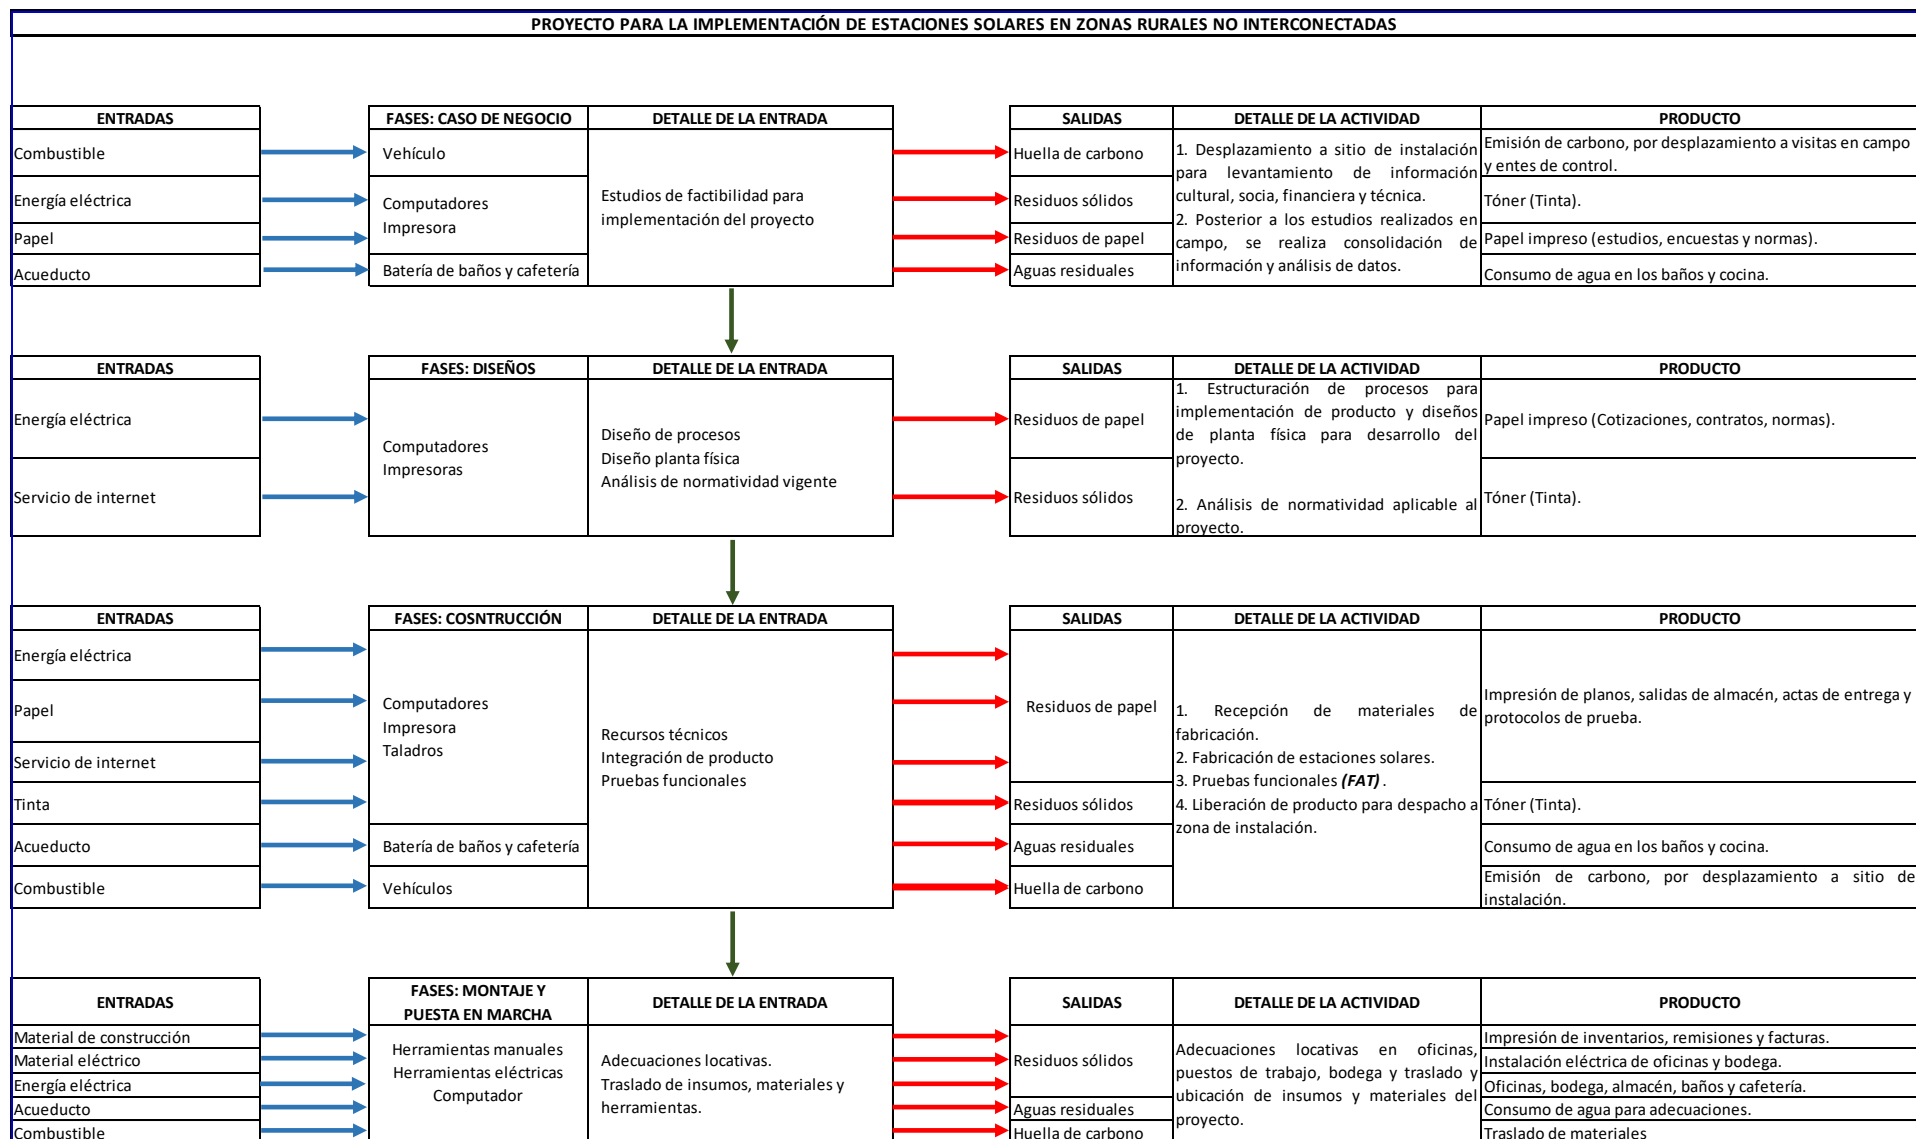 PROYECTO PARA LA IMPLEMENTACIÓN DE ESTACIONES SOLARES EN ZONAS RURALES NO INTERCONECTADAS
ENTRADAS
Combustible
Energía eléctrica
Papel
Acueducto
FASES: CASO DE NEGOCIO
Vehículo
Computadores
Impresora
Batería de baños y cafetería
DETALLE DE LA ENTRADA
Estudios de factibilidad para
implementación del proyecto
SALIDAS
Huella de carbono
Residuos sólidos
Residuos de papel
Aguas residuales
DETALLE DE LA ACTIVIDAD
1. Desplazamiento a sitio de instalación
para levantamiento de información
cultural, socia, financiera y técnica.
2. Posterior a los estudios realizados en
campo, se realiza consolidación de
información y análisis de datos.
PRODUCTO
Emisión de carbono, por desplazamiento a visitas en campo
y entes de control.
Tóner (Tinta).
Papel impreso (estudios, encuestas y normas).
Consumo de agua en los baños y cocina.
ENTRADAS
Energía eléctrica
Servicio de internet
FASES: DISEÑOS
Computadores
Impresoras
DETALLE DE LA ENTRADA
Diseño de procesos
Diseño planta física
Análisis de normatividad vigente
SALIDAS
Residuos de papel
Residuos sólidos
DETALLE DE LA ACTIVIDAD
1. Estructuración de procesos para
implementación de producto y diseños
de planta física para desarrollo del
proyecto.
2. Análisis de normatividad aplicable al
proyecto.
PRODUCTO
Papel impreso (Cotizaciones, contratos, normas).
Tóner (Tinta).
ENTRADAS
Energía eléctrica
Papel
Servicio de internet
Tinta
Acueducto
Combustible
FASES: COSNTRUCCIÓN
Computadores
Impresora
Taladros
Batería de baños y cafetería
Vehículos
DETALLE DE LA ENTRADA
Recursos técnicos
Integración de producto
Pruebas funcionales
SALIDAS
Residuos de papel
Residuos sólidos
Aguas residuales
Huella de carbono
DETALLE DE LA ACTIVIDAD
1. Recepción de materiales de
fabricación.
2. Fabricación de estaciones solares.
3. Pruebas funcionales (FAT) .
4. Liberación de producto para despacho a
zona de instalación.
PRODUCTO
Impresión de planos, salidas de almacén, actas de entrega y
protocolos de prueba.
Tóner (Tinta).
Consumo de agua en los baños y cocina.
Emisión de carbono, por desplazamiento a sitio de
instalación.
ENTRADAS
Material de construcción
Material eléctrico
Energía eléctrica
Acueducto
Combustible
FASES: MONTAJE Y
PUESTA EN MARCHA
Herramientas manuales
Herramientas eléctricas
Computador
DETALLE DE LA ENTRADA
Adecuaciones locativas.
Traslado de insumos, materiales y
herramientas.
SALIDAS
Residuos sólidos
Aguas residuales
Huella de carbono
DETALLE DE LA ACTIVIDAD
Adecuaciones locativas en oficinas,
puestos de trabajo, bodega y traslado y
ubicación de insumos y materiales del
proyecto.
PRODUCTO
Impresión de inventarios, remisiones y facturas.
Instalación eléctrica de oficinas y bodega.
Oficinas, bodega, almacén, baños y cafetería.
Consumo de agua para adecuaciones.
Traslado de materiales